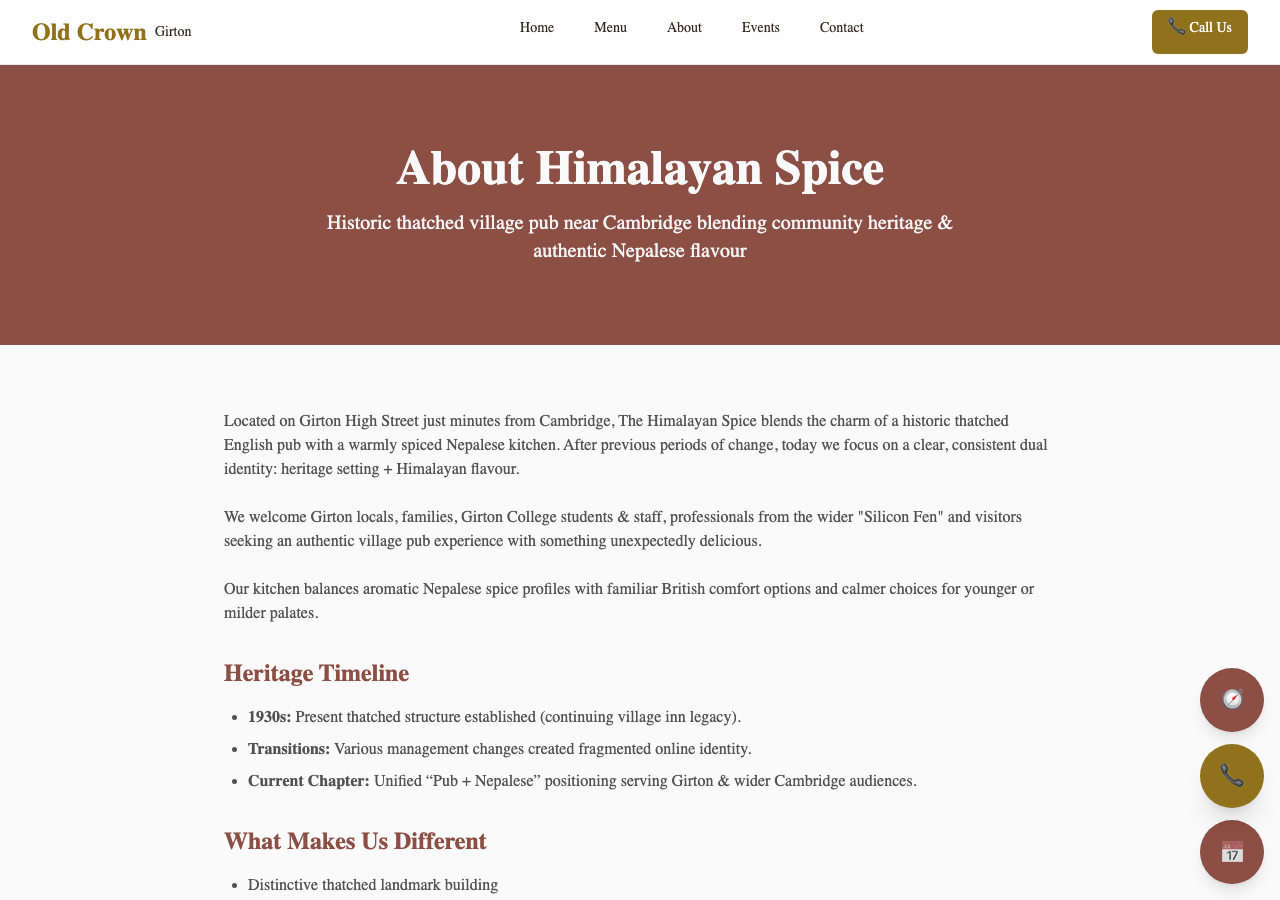 Old Crown Girton
Home Menu About Events Contact
📞 Call Us
About Himalayan Spice
Historic thatched village pub near Cambridge blending community heritage &
authentic Nepalese flavour
Located on Girton High Street just minutes from Cambridge, The Himalayan Spice blends the charm of a historic thatched
English pub with a warmly spiced Nepalese kitchen. After previous periods of change, today we focus on a clear, consistent dual
identity: heritage setting + Himalayan flavour.
We welcome Girton locals, families, Girton College students & staff, professionals from the wider "Silicon Fen" and visitors
seeking an authentic village pub experience with something unexpectedly delicious.
Our kitchen balances aromatic Nepalese spice profiles with familiar British comfort options and calmer choices for younger or
milder palates.
Heritage Timeline
• 1930s: Present thatched structure established (continuing village inn legacy).
• Transitions: Various management changes created fragmented online identity.
• Current Chapter: Unified “Pub + Nepalese” positioning serving Girton & wider Cambridge audiences.
What Makes Us Different
• Distinctive thatched landmark building
17